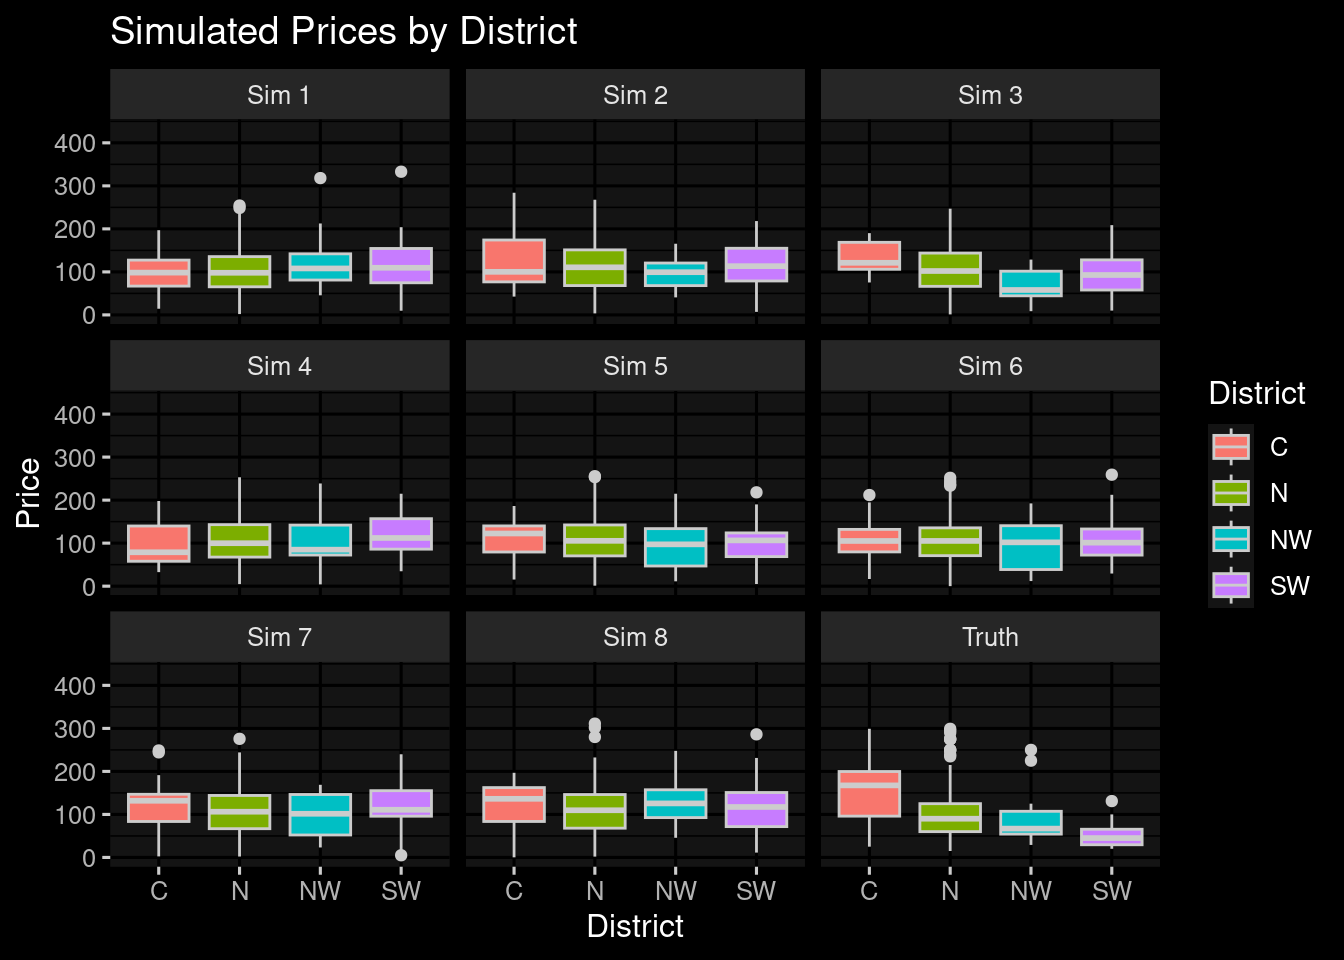 Simulated Prices by District
Sim 1
Sim 2
Sim 3
400
300
200
100
0
Sim 4
Sim 5
Sim 6
400
300
200
100
0
Sim 7
Sim 8
Truth
400
300
200
100
0
C N NW SW
C N NW SW
C N NW SW
District
Price
District
C
N
NW
SW